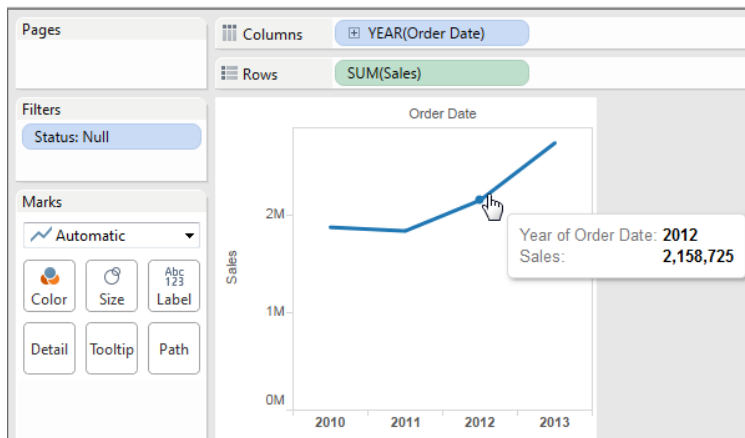 Pages
Columns
YEAR(Order Date)
Rows
SUM(Sales)
Filters
Status: Null
Marks
Automatic
Color
Size
Abc
123
Label
Detail
Tooltip
Path
Order Date
Sales
2M
1M
0M
2010 2011 2012 2013
Year of Order Date: 2012
Sales: 2,158,725